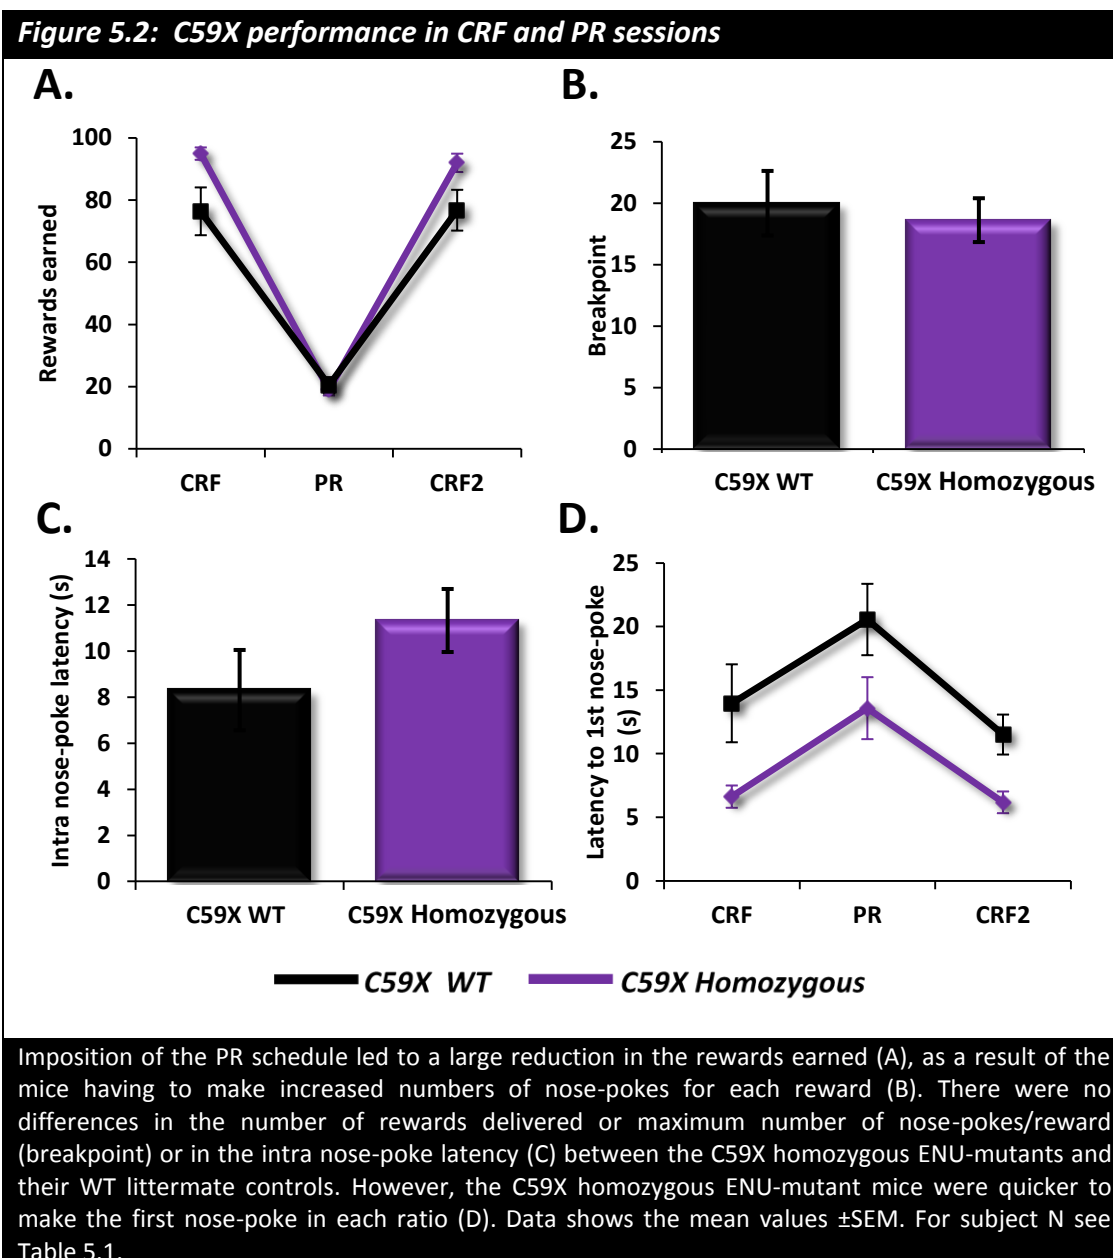 Figure 5.2: C59X performance in CRF and PR sessions
A.
Rewards earned
100
80
60
40
20
0
CRF PR CRF2
B.
Breakpoint
25
20
15
10
5
0
C59X WT C59X Homozygous
C.
Intra nose-poke latency (s)
14
12
10
8
6
4
2
0
C59X WT C59X Homozygous
D.
Latency to 1st nose-poke
(s)
25
20
15
10
5
0
CRF PR CRF2
C59X WT C59X Homozygous
Imposition of the PR schedule led to a large reduction in the rewards earned (A), as a result of the
mice having to make increased numbers of nose-pokes for each reward (B). There were no
differences in the number of rewards delivered or maximum number of nose-pokes/reward
(breakpoint) or in the intra nose-poke latency (C) between the C59X homozygous ENU-mutants and
their WT littermate controls. However, the C59X homozygous ENU-mutant mice were quicker to
make the first nose-poke in each ratio (D). Data shows the mean values ±SEM. For subject N see
Table 5.1.